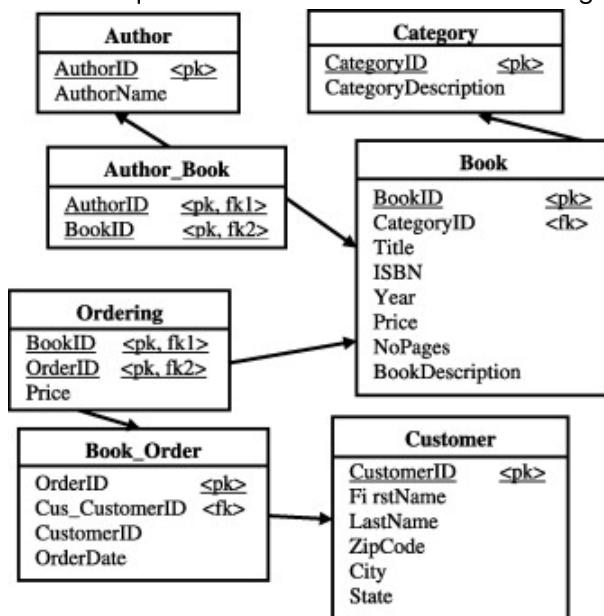 Author
AuthorID <pk>
AuthorName
Category
CategoryID <pk>
CategoryDescription
Author_Book
AuthorID <pk, fk1>
BookID <pk, fk2>
Book
BookID <pk>
CategoryID <fk>
Title
ISBN
Year
Price
NoPages
BookDescription
Ordering
BookID <pk, fk1>
OrderID <pk, fk2>
Price
Book_Order
OrderID <pk>
Cus_CustomerID <fk>
CustomerID
OrderDate
Customer
CustomerID <pk>
Fi rstName
LastName
ZipCode
City
State